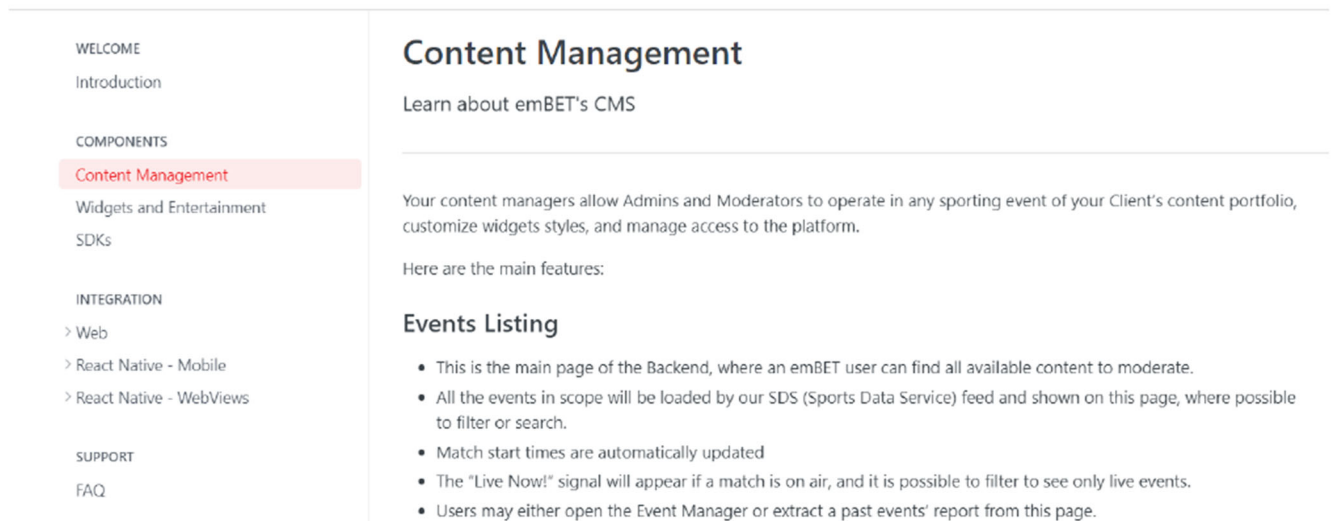 WELCOME
Introduction
COMPONENTS
Content Management
Widgets and Entertainment
SDKs
INTEGRATION
Web
React Native - Mobile
React Native - WebViews
SUPPORT
FAQ
Content Management
Learn about emBET's CMS
Your content managers allow Admins and Moderators to operate in any sporting event of your Client's content portfolio,
customize widgets styles, and manage access to the platform.
Here are the main features:
Events Listing
• This is the main page of the Backend, where an emBET user can find all available content to moderate.
• All the events in scope will be loaded by our SDS (Sports Data Service) feed and shown on this page, where possible
to filter or search.
• Match start times are automatically updated
• The "Live Now!" signal will appear if a match is on air, and it is possible to filter to see only live events.
• Users may either open the Event Manager or extract a past events' report from this page.